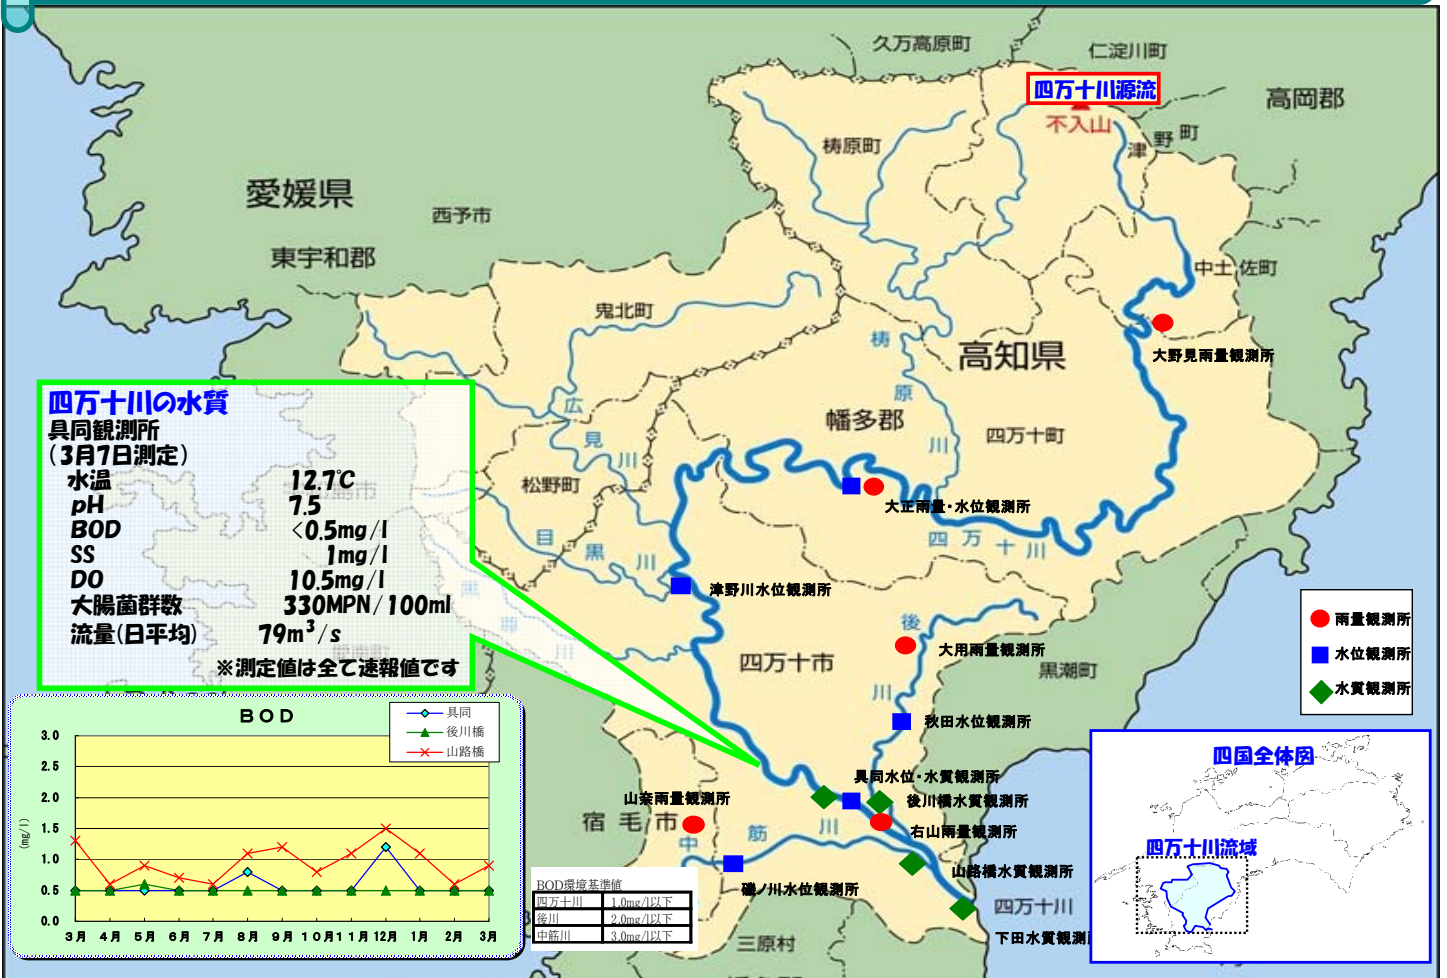 久万高原町
仁淀川町
四万十川源流
不入山
高岡郡
津野町
梼原町
愛媛県
西予市
東宇和郡
中土佐町
鬼北町
大野見雨量観測所
高知県
梼原川
幡多郡
四万十町
広見川
松野町
大正雨量・水位観測所
四万十川
目黒川
津野川水位観測所
四万十川の水質
具同観測所
(3月7日測定)
水温 12.7℃
pH 7.5
BOD <0.5mg/l
SS 1mg/l
DO 10.5mg/l
大腸菌群数 330MPN/100ml
流量(日平均) 79m³/s
※測定値は全て速報値です
後川
大用雨量観測所
四万十市
黒潮町
秋田水位観測所
雨量観測所
水位観測所
水質観測所
具同水位・水質観測所
山奈雨量観測所
後川橋水質観測所
宿毛市
中筋川
右山雨量観測所
山路橋水質観測所
磯ノ川水位観測所
四万十川
下田水質観測
三原村
四国全体図
四万十川流域
BOD
具同
後川橋
山路橋
(mg/l)
3.0
2.5
2.0
1.5
1.0
0.5
0.0
3月 4月 5月 6月 7月 8月 9月 10月 11月 12月 1月 2月 3月
BOD環境基準値
四万十川 1.0mg/l以下
後川 2.0mg/l以下
中筋川 3.0mg/l以下